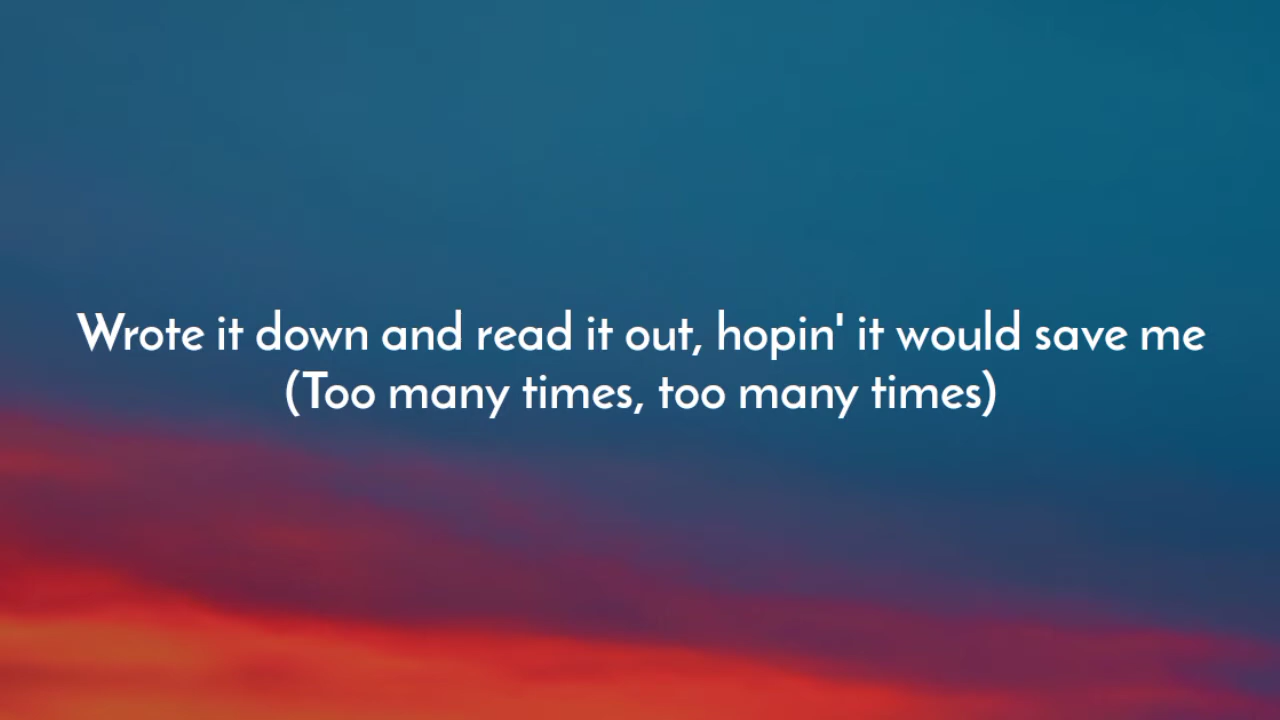 Wrote it down and read it out, hopin' it would save me
(Too many times, too many times)